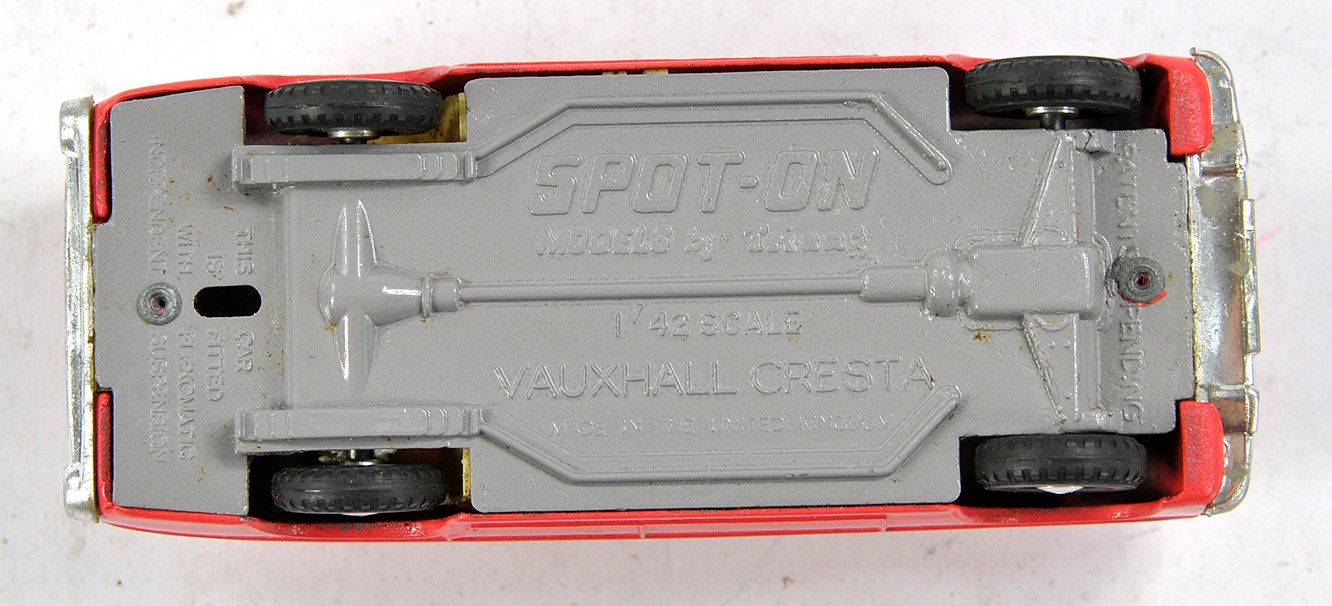 SPOT-ON
MODELS by Tri-ang
1/42 SCALE
VAUXHALL CRESTA
MADE IN THE UNITED KINGDOM
THIS CAR
IS FITTED
WITH FLEXOMATIC
INDEPENDENT SUSPENSION
PATENTS PENDING